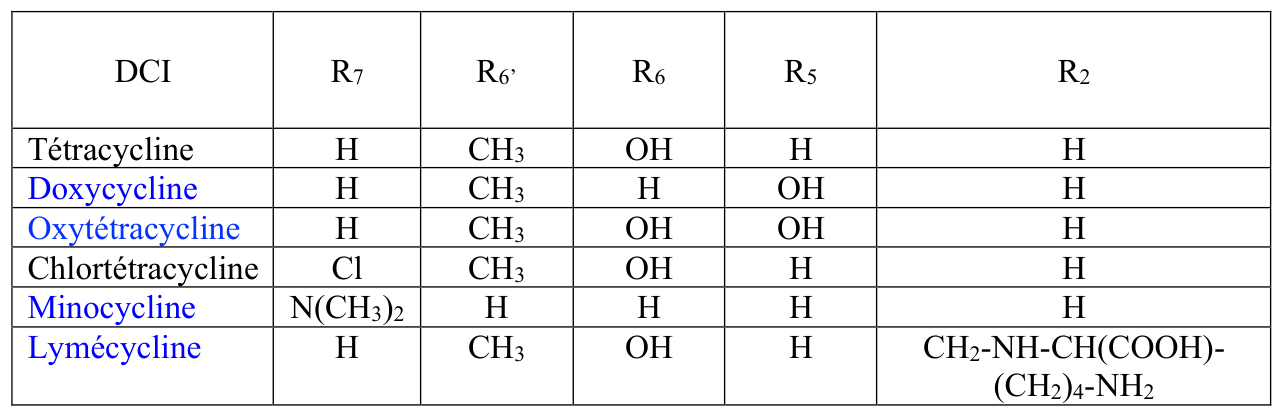 DCI R₇ R₆’ R₆ R₅ R₂
Tétracycline H CH₃ OH H H
Doxycycline H CH₃ H OH H
Oxytétracycline H CH₃ OH OH H
Chlortétracycline Cl CH₃ OH H H
Minocycline N(CH₃)₂ H H H H
Lymécycline H CH₃ OH H CH₂-NH-CH(COOH)-
(CH₂)₄-NH₂